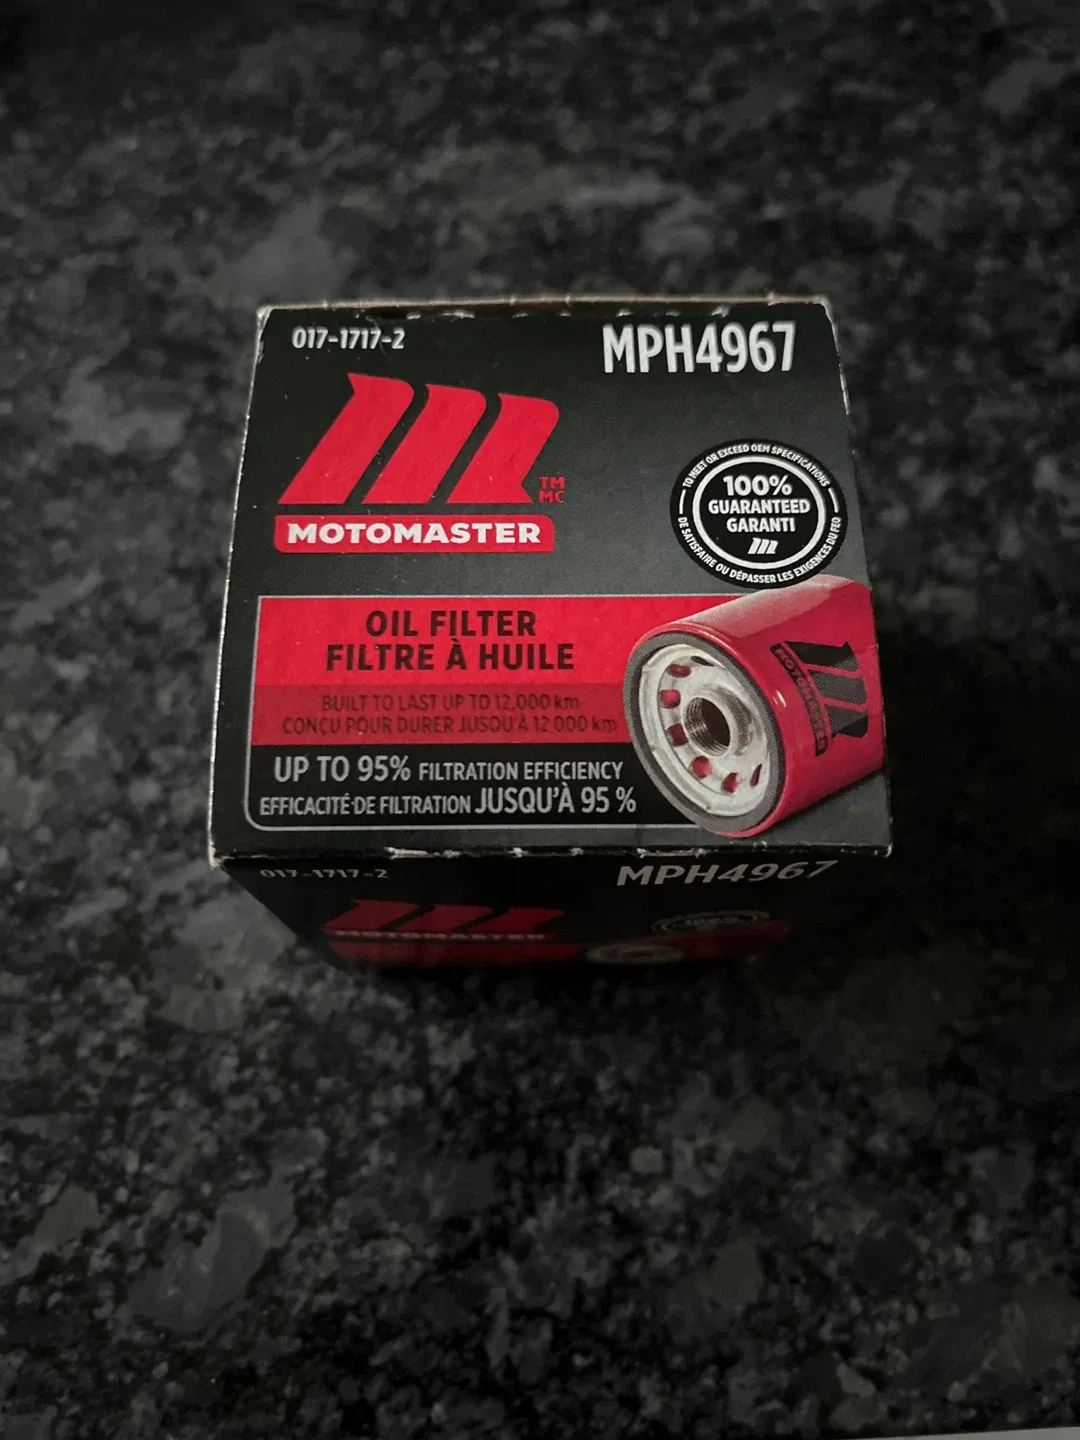 017-1717-2
MPH4967
TM
MC
MOTOMASTER
TO MEET OR EXCEED OEM SPECIFICATIONS
100%
GUARANTEED
GARANTI
DE SATISFAIRE OU DÉPASSER LES EXIGENCES DU FEO
OIL FILTER
FILTRE À HUILE
BUILT TO LAST UP TO 12,000 km
CONÇU POUR DURER JUSQU'À 12 000 km
UP TO 95% FILTRATION EFFICIENCY
EFFICACITÉ DE FILTRATION JUSQU'À 95 %
MOTOMASTER
017-1717-2
MPH4967
MOTOMASTER